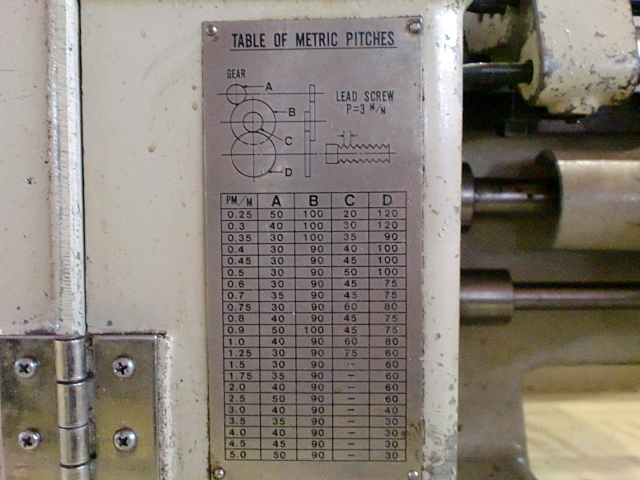 TABLE OF METRIC PITCHES
GEAR
A
B
C
D
LEAD SCREW
P=3 M/M
PM/M A B C D
0.25 50 100 20 120
0.3 40 100 30 120
0.35 30 100 35 90
0.4 30 90 40 100
0.45 30 90 45 100
0.5 30 90 50 100
0.6 30 90 45 75
0.7 35 90 45 75
0.75 30 90 60 80
0.8 40 90 45 75
0.9 50 100 45 75
1.0 40 90 60 80
1.25 30 90 75 60
1.5 30 90 - 60
1.75 35 90 - 60
2.0 40 90 - 60
2.5 50 90 - 60
3.0 40 90 - 40
3.5 35 90 - 30
4.0 40 90 - 30
4.5 45 90 - 30
5.0 50 90 - 30